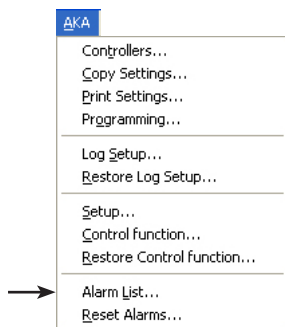 AKA
Controllers...
Copy Settings...
Print Settings...
Programming...
Log Setup...
Restore Log Setup...
Setup...
Control function...
Restore Control function...
Alarm List...
Reset Alarms...